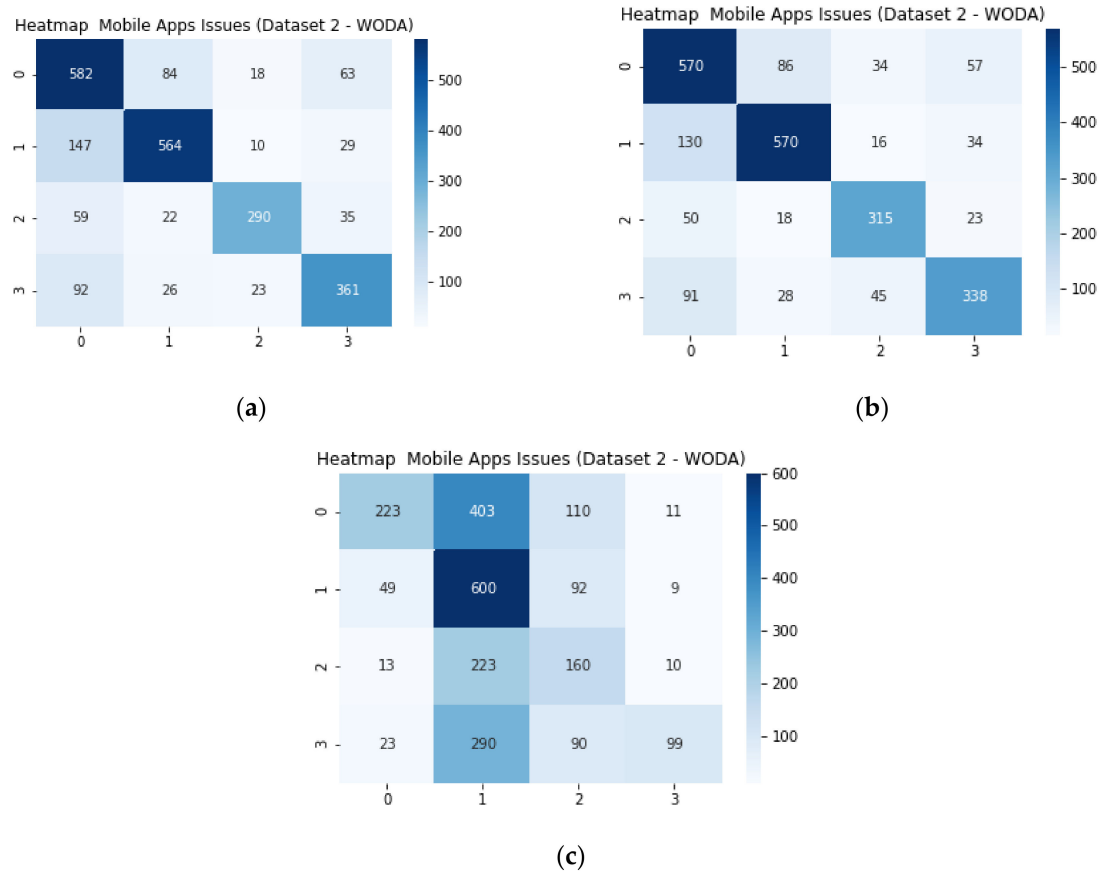 Heatmap  Mobile Apps Issues (Dataset 2 - WODA)
0 582 84 18 63
1 147 564 10 29
2 59 22 290 35
3 92 26 23 361
0 1 2 3
500
400
300
200
100
(a)
Heatmap  Mobile Apps Issues (Dataset 2 - WODA)
0 570 86 34 57
1 130 570 16 34
2 50 18 315 23
3 91 28 45 338
0 1 2 3
500
400
300
200
100
(b)
Heatmap  Mobile Apps Issues (Dataset 2 - WODA)
0 223 403 110 11
1 49 600 92 9
2 13 223 160 10
3 23 290 90 99
0 1 2 3
600
500
400
300
200
100
(c)